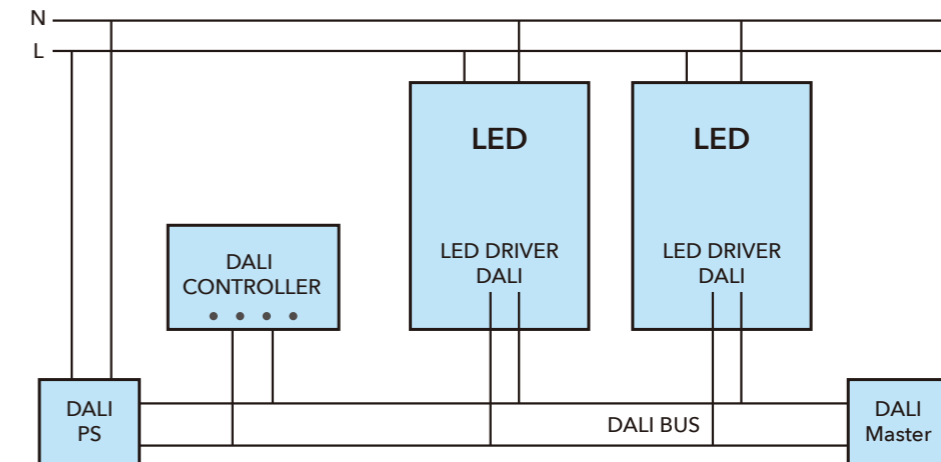 N
L
LED
LED
LED DRIVER
DALI
LED DRIVER
DALI
DALI
CONTROLLER
DALI
PS
DALI BUS
DALI
Master